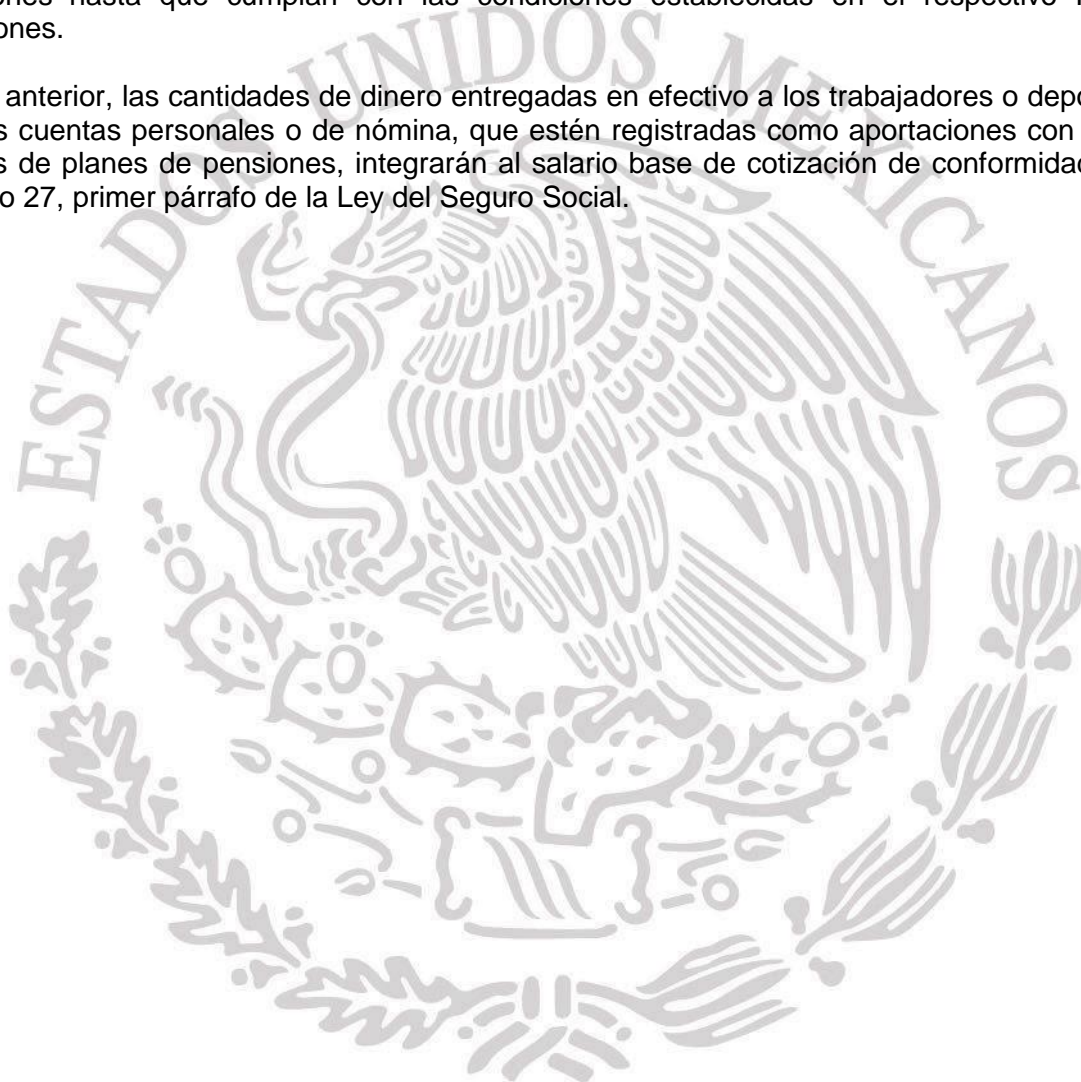 hasta que cumplan con las condiciones establecidas en el respectivo
ones.
anterior, las cantidades de dinero entregadas en efectivo a los trabajadores o depo
s cuentas personales o de nómina, que estén registradas como aportaciones con
s de planes de pensiones, integrarán al salario base de cotización de conformidad
o 27, primer párrafo de la Ley del Seguro Social.
ESTADOS UNIDOS MEXICANOS